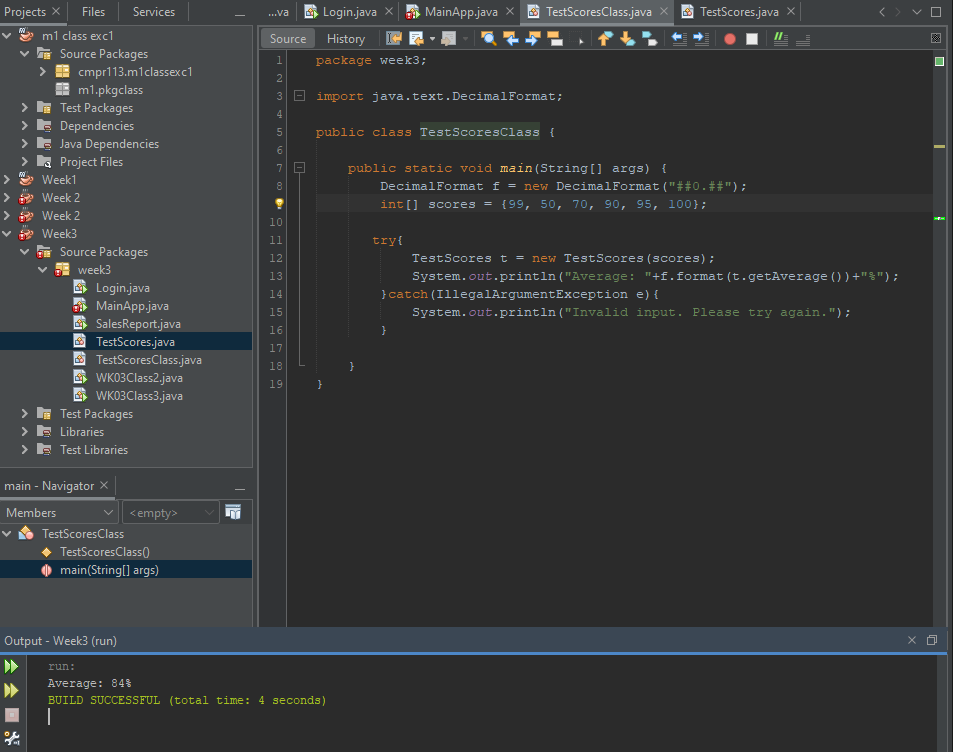 Projects
Files
Services
...va
Login.java
MainApp.java
TestScoresClass.java
TestScores.java
m1 class exc1
Source Packages
cmpr113.m1classexc1
m1.pkgclass
Test Packages
Dependencies
Java Dependencies
Project Files
Week1
Week 2
Week 2
Week3
Source Packages
week3
Login.java
MainApp.java
SalesReport.java
TestScores.java
TestScoresClass.java
WK03Class2.java
WK03Class3.java
Test Packages
Libraries
Test Libraries
main - Navigator
Members
<empty>
TestScoresClass
TestScoresClass()
main(String[] args)
Source
History
1 package week3;
2
3 import java.text.DecimalFormat;
4
5 public class TestScoresClass {
6
7 public static void main(String[] args) {
8 DecimalFormat f = new DecimalFormat("##0.##");
int[] scores = {99, 50, 70, 90, 95, 100};
10
11 try{
12 TestScores t = new TestScores(scores);
13 System.out.println("Average: "+f.format(t.getAverage())+"%");
14 }catch(IllegalArgumentException e){
15 System.out.println("Invalid input. Please try again.");
16 }
17
18 }
19 }
Output - Week3 (run)
run:
Average: 84%
BUILD SUCCESSFUL (total time: 4 seconds)